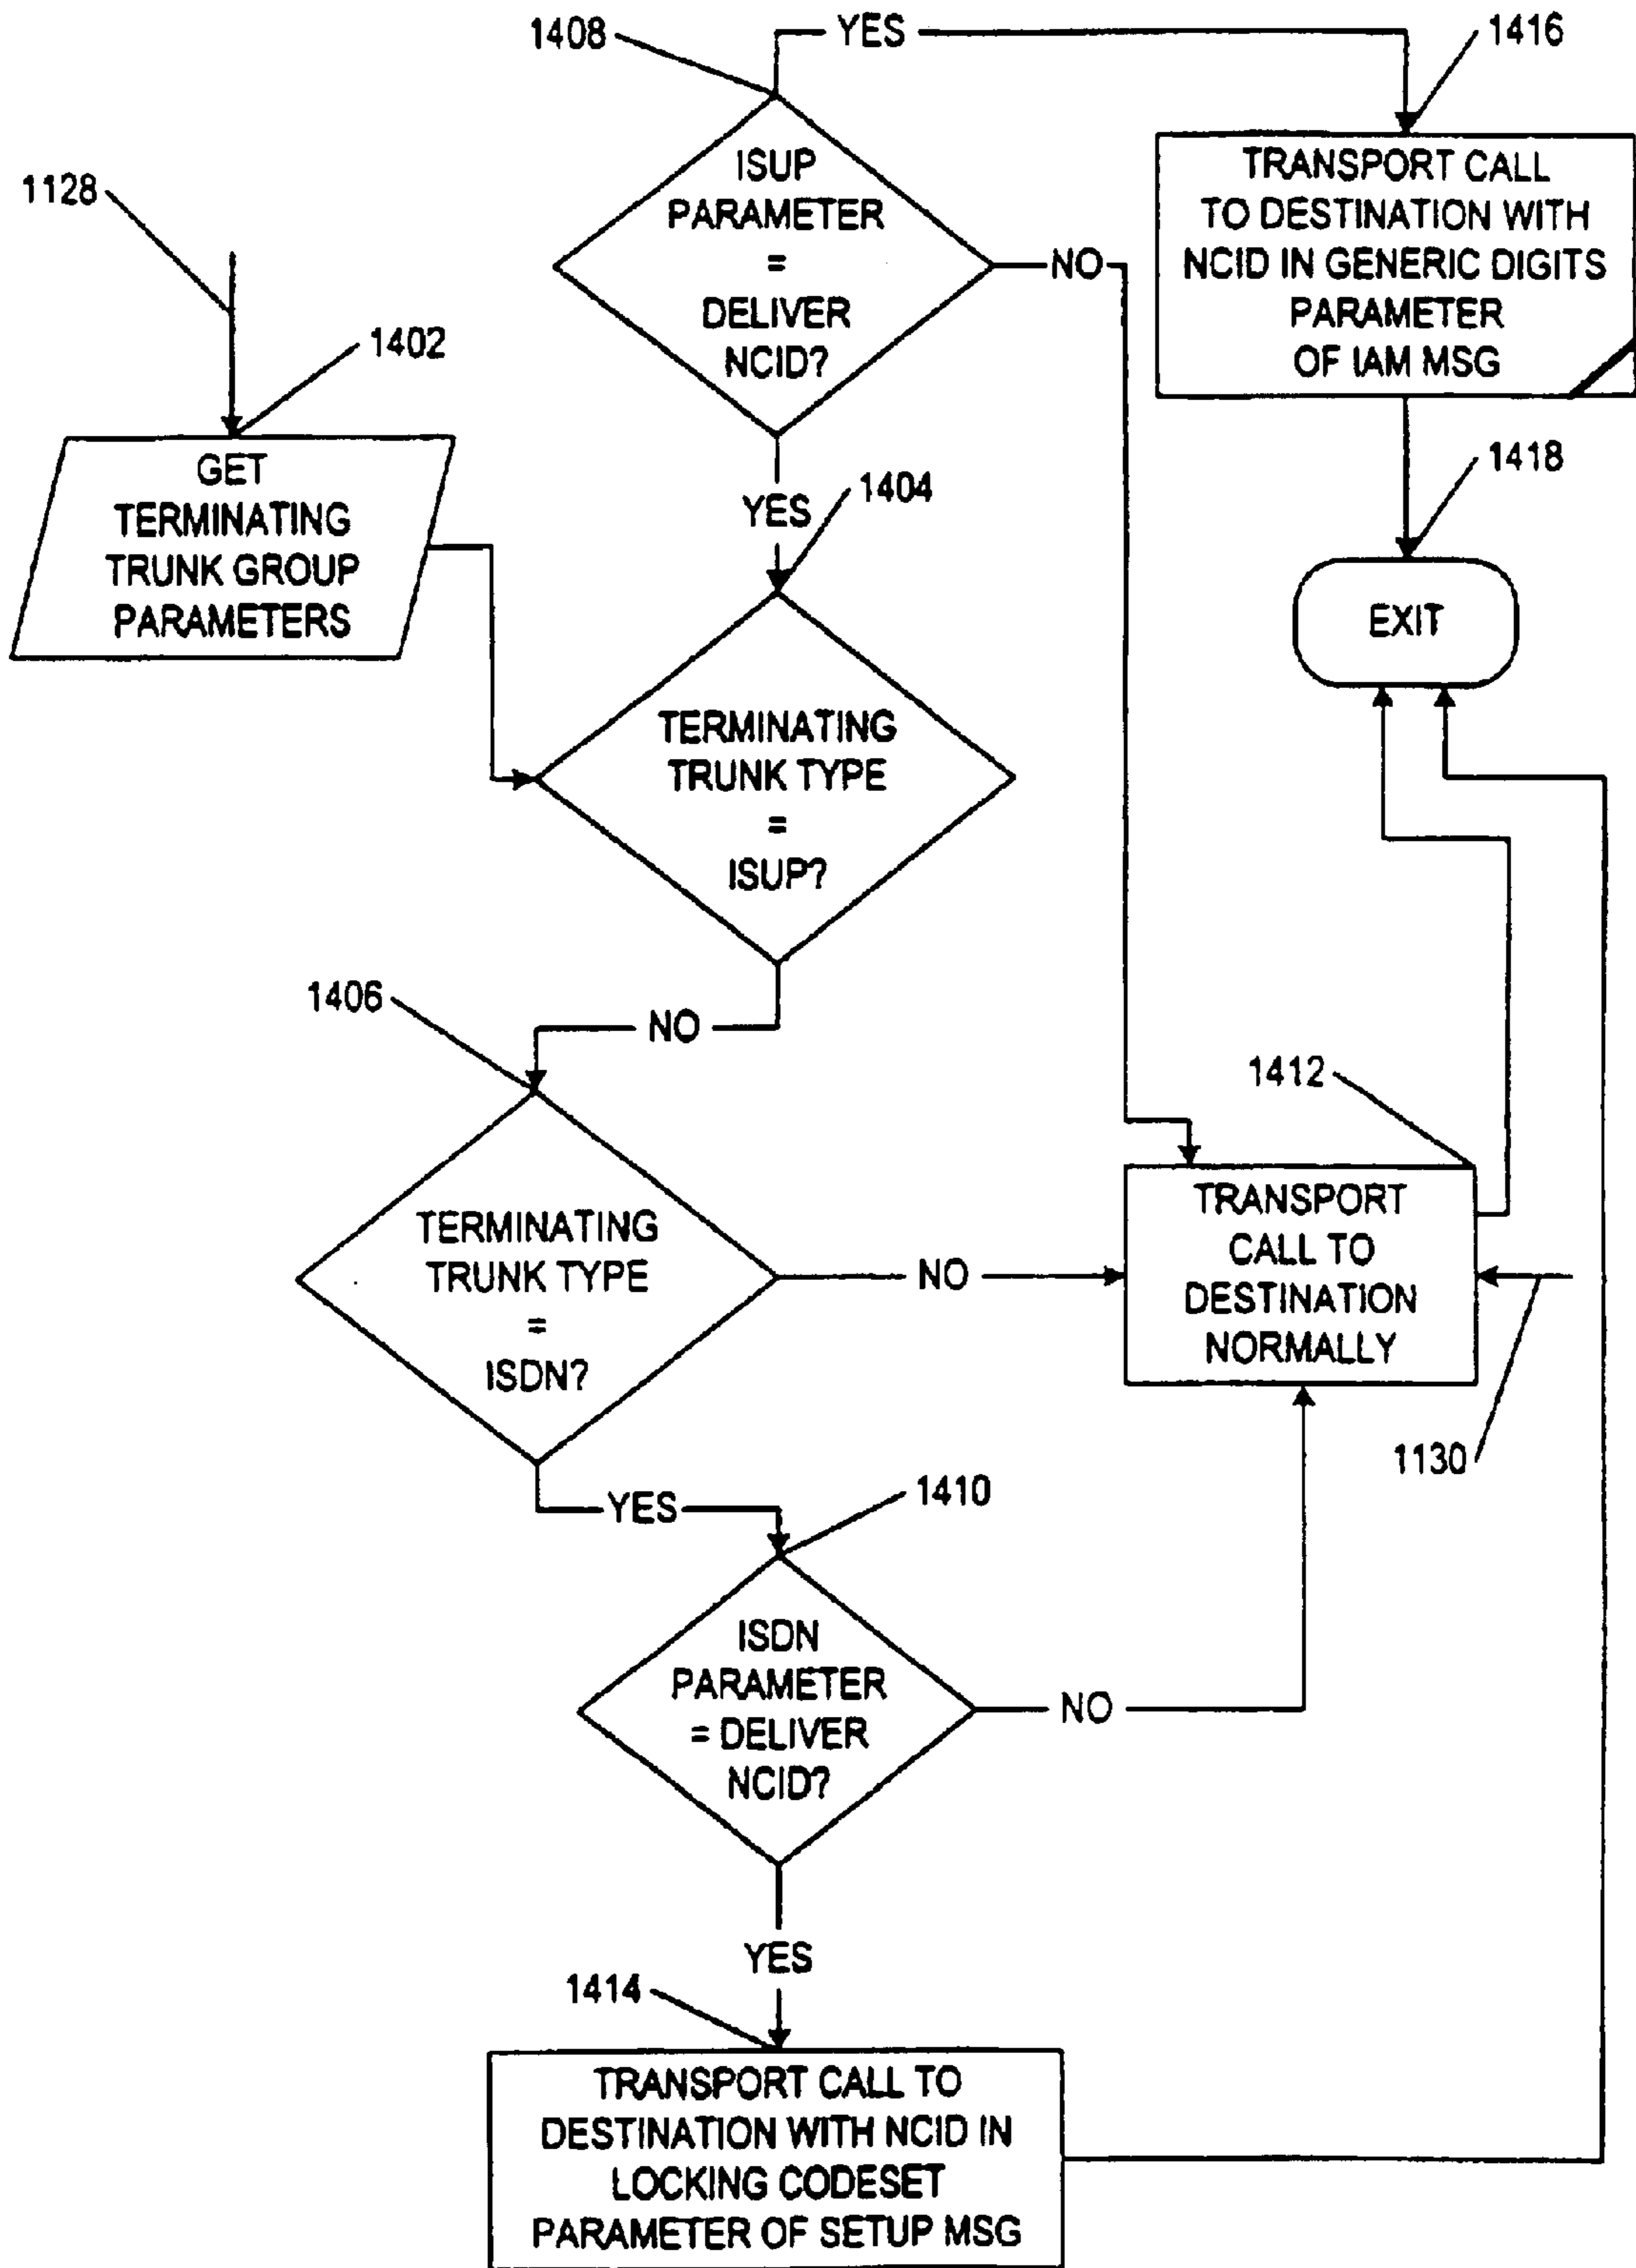 1408
YES
1416
ISUP
PARAMETER
=
DELIVER
NCID?
NO
TRANSPORT CALL
TO DESTINATION WITH
NCID IN GENERIC DIGITS
PARAMETER
OF IAM MSG
1128
1402
GET
TERMINATING
TRUNK GROUP
PARAMETERS
YES
1404
1418
EXIT
TERMINATING
TRUNK TYPE
=
ISUP?
NO
1406
TERMINATING
TRUNK TYPE
=
ISDN?
NO
1412
TRANSPORT
CALL TO
DESTINATION
NORMALLY
1130
YES
1410
ISDN
PARAMETER
= DELIVER
NCID?
NO
YES
1414
TRANSPORT CALL TO
DESTINATION WITH NCID IN
LOCKING CODESET
PARAMETER OF SETUP MSG